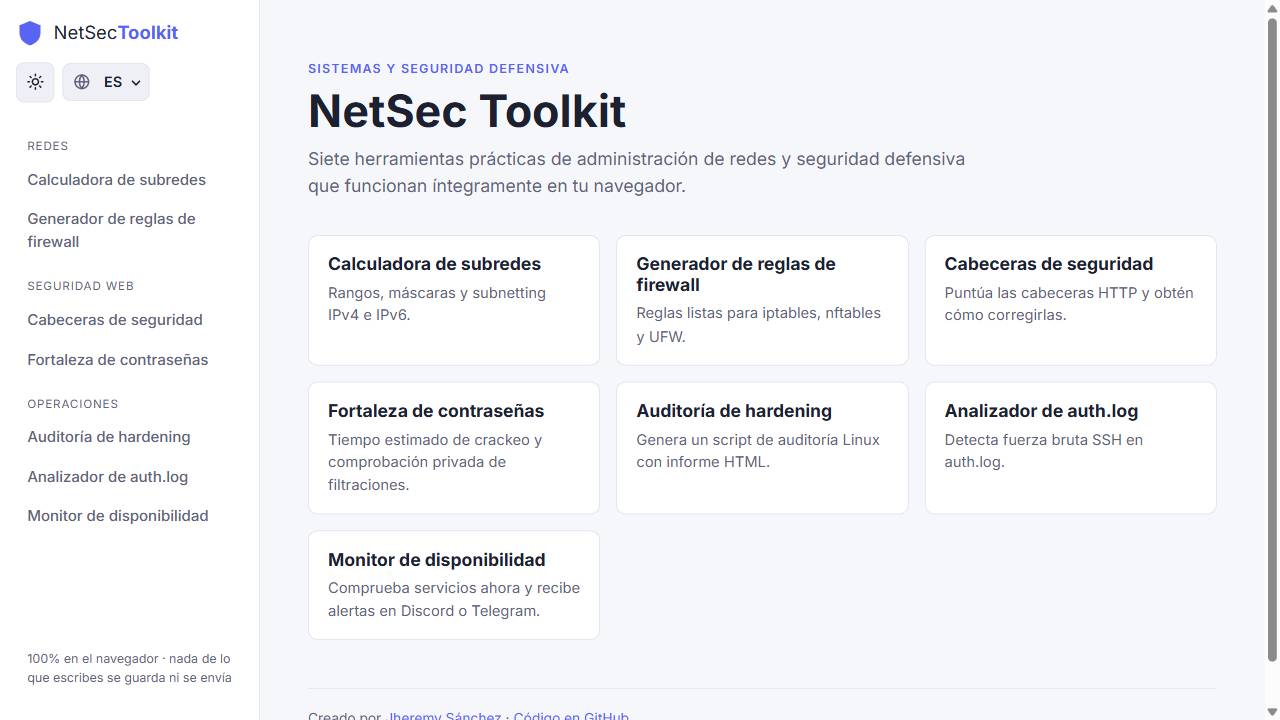 NetSecToolkit
ES
REDES
Calculadora de subredes
Generador de reglas de
firewall
SEGURIDAD WEB
Cabeceras de seguridad
Fortaleza de contraseñas
OPERACIONES
Auditoría de hardening
Analizador de auth.log
Monitor de disponibilidad
100% en el navegador · nada de lo
que escribes se guarda ni se envía
SISTEMAS Y SEGURIDAD DEFENSIVA
NetSec Toolkit
Siete herramientas prácticas de administración de redes y seguridad defensiva
que funcionan íntegramente en tu navegador.
Calculadora de subredes
Rangos, máscaras y subnetting
IPv4 e IPv6.
Generador de reglas de
firewall
Reglas listas para iptables, nftables
y UFW.
Cabeceras de seguridad
Puntúa las cabeceras HTTP y obtén
cómo corregirlas.
Fortaleza de contraseñas
Tiempo estimado de crackeo y
comprobación privada de
filtraciones.
Auditoría de hardening
Genera un script de auditoría Linux
con informe HTML.
Analizador de auth.log
Detecta fuerza bruta SSH en
auth.log.
Monitor de disponibilidad
Comprueba servicios ahora y recibe
alertas en Discord o Telegram.
Creado por Jheremy Sánchez · Código en GitHub